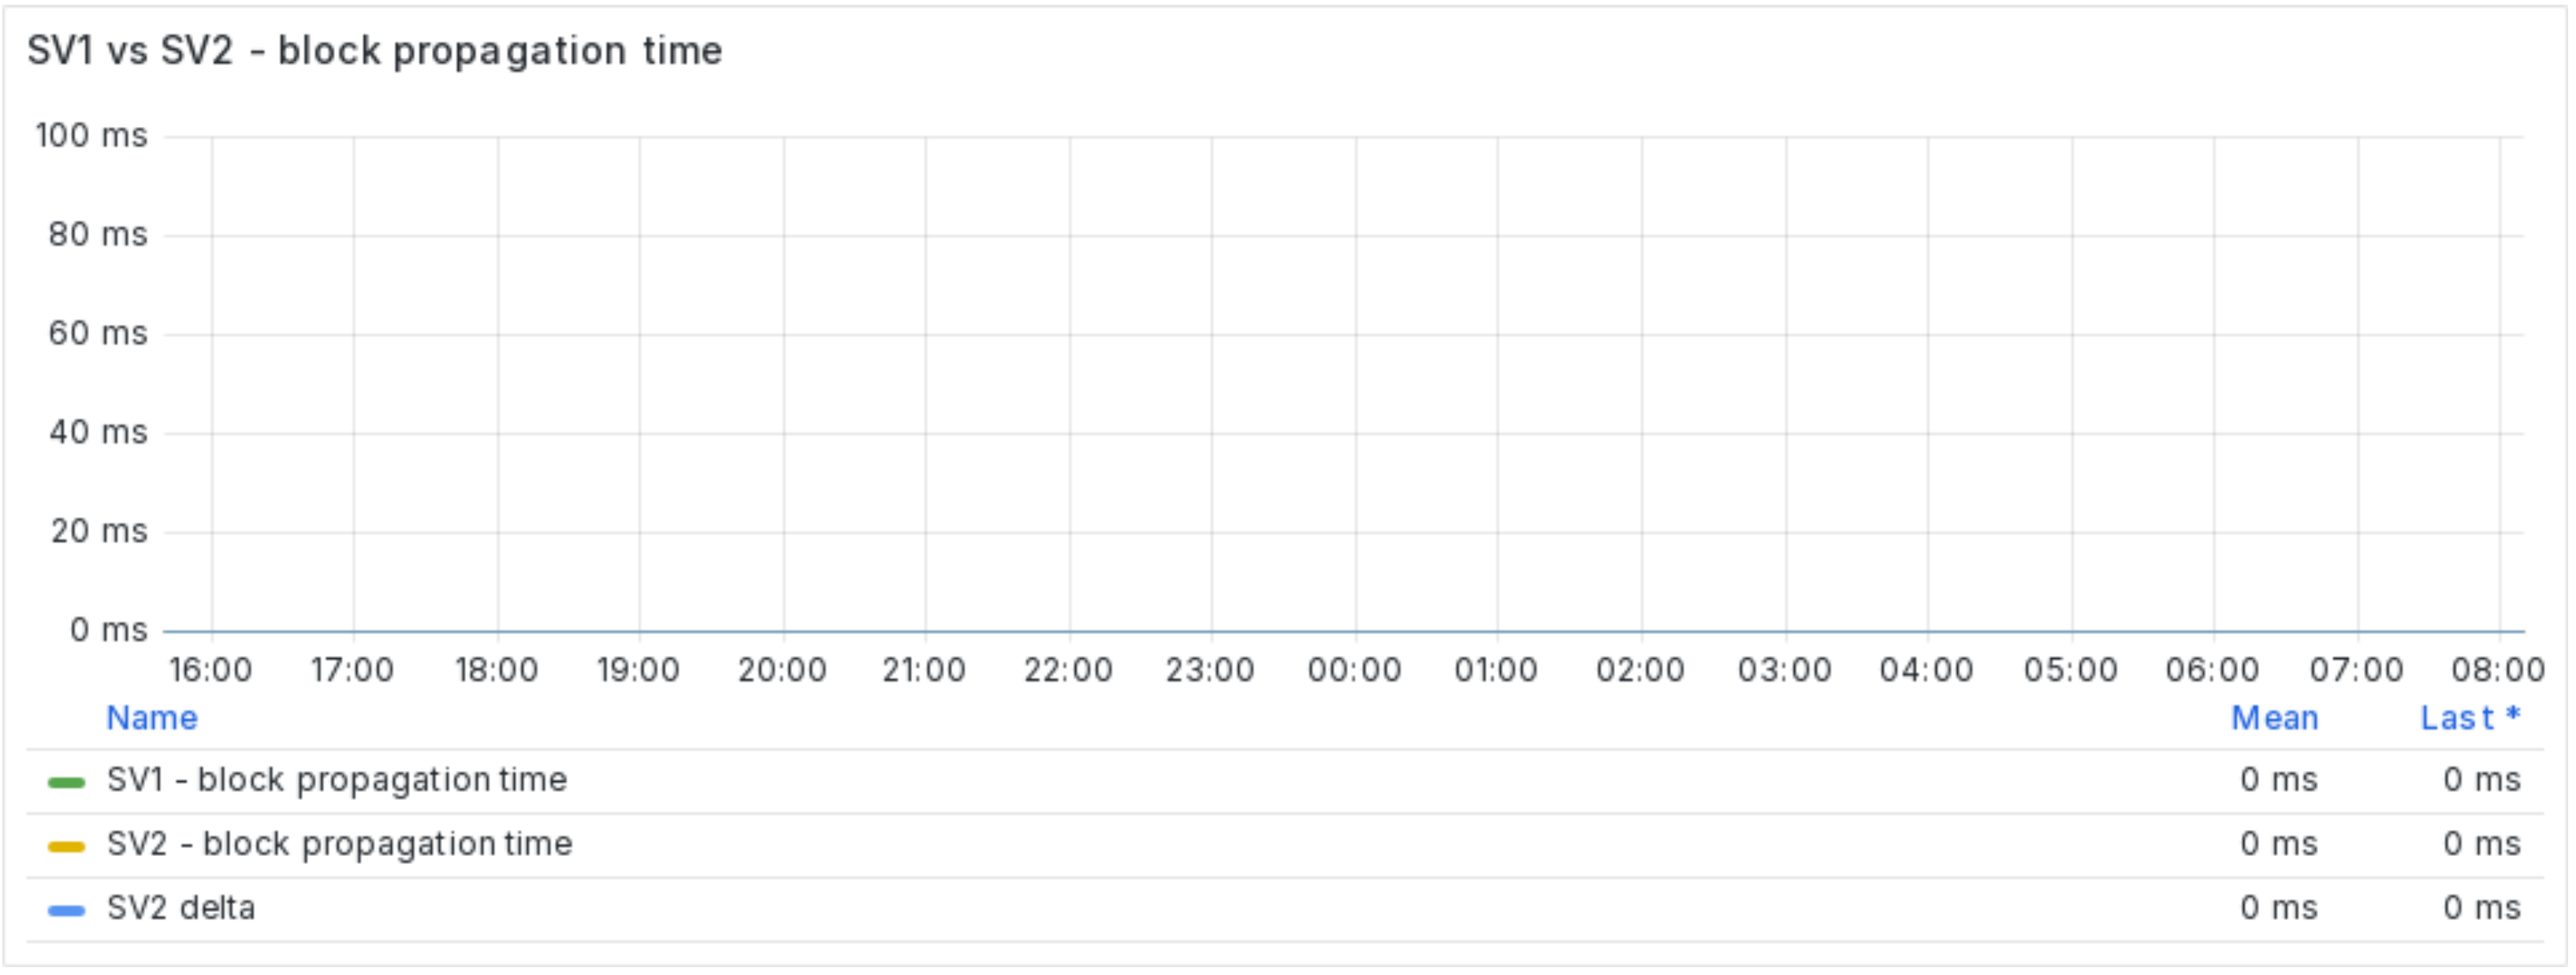 SV1 vs SV2 - block propagation time
100 ms
80 ms
60 ms
40 ms
20 ms
0 ms
16:00 17:00 18:00 19:00 20:00 21:00 22:00 23:00 00:00 01:00 02:00 03:00 04:00 05:00 06:00 07:00 08:00
Name Mean Last *
SV1 - block propagation time 0 ms 0 ms
SV2 - block propagation time 0 ms 0 ms
SV2 delta 0 ms 0 ms